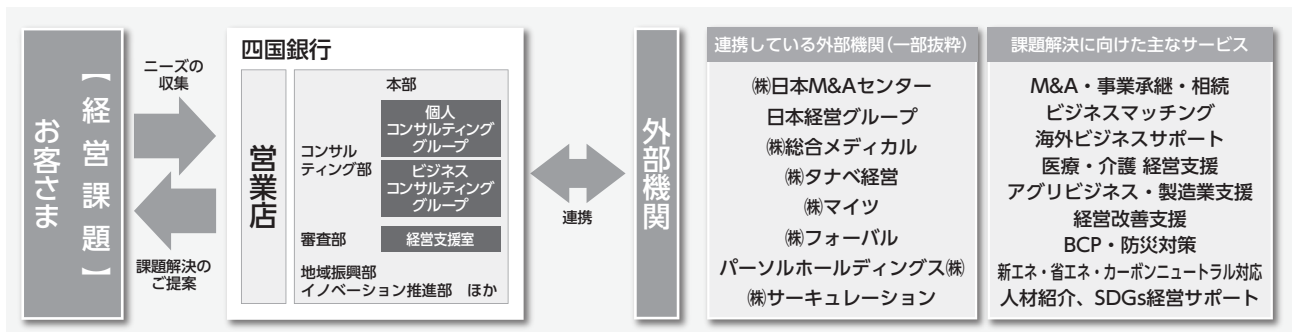 お客さま
【経営課題】
ニーズの
収集
課題解決の
ご提案
四国銀行
営業店
本部
コンサル
ティング部
個人
コンサルティング
グループ
ビジネス
コンサルティング
グループ
審査部
経営支援室
地域振興部
イノベーション推進部 ほか
連携
外部機関
連携している外部機関(一部抜粋)
㈱日本M&Aセンター
日本経営グループ
㈱総合メディカル
㈱タナベ経営
㈱マイツ
㈱フォーバル
パーソルホールディングス㈱
㈱サーキュレーション
課題解決に向けた主なサービス
M&A・事業承継・相続
ビジネスマッチング
海外ビジネスサポート
医療・介護 経営支援
アグリビジネス・製造業支援
経営改善支援
BCP・防災対策
新エネ・省エネ・カーボンニュートラル対応
人材紹介、SDGs経営サポート